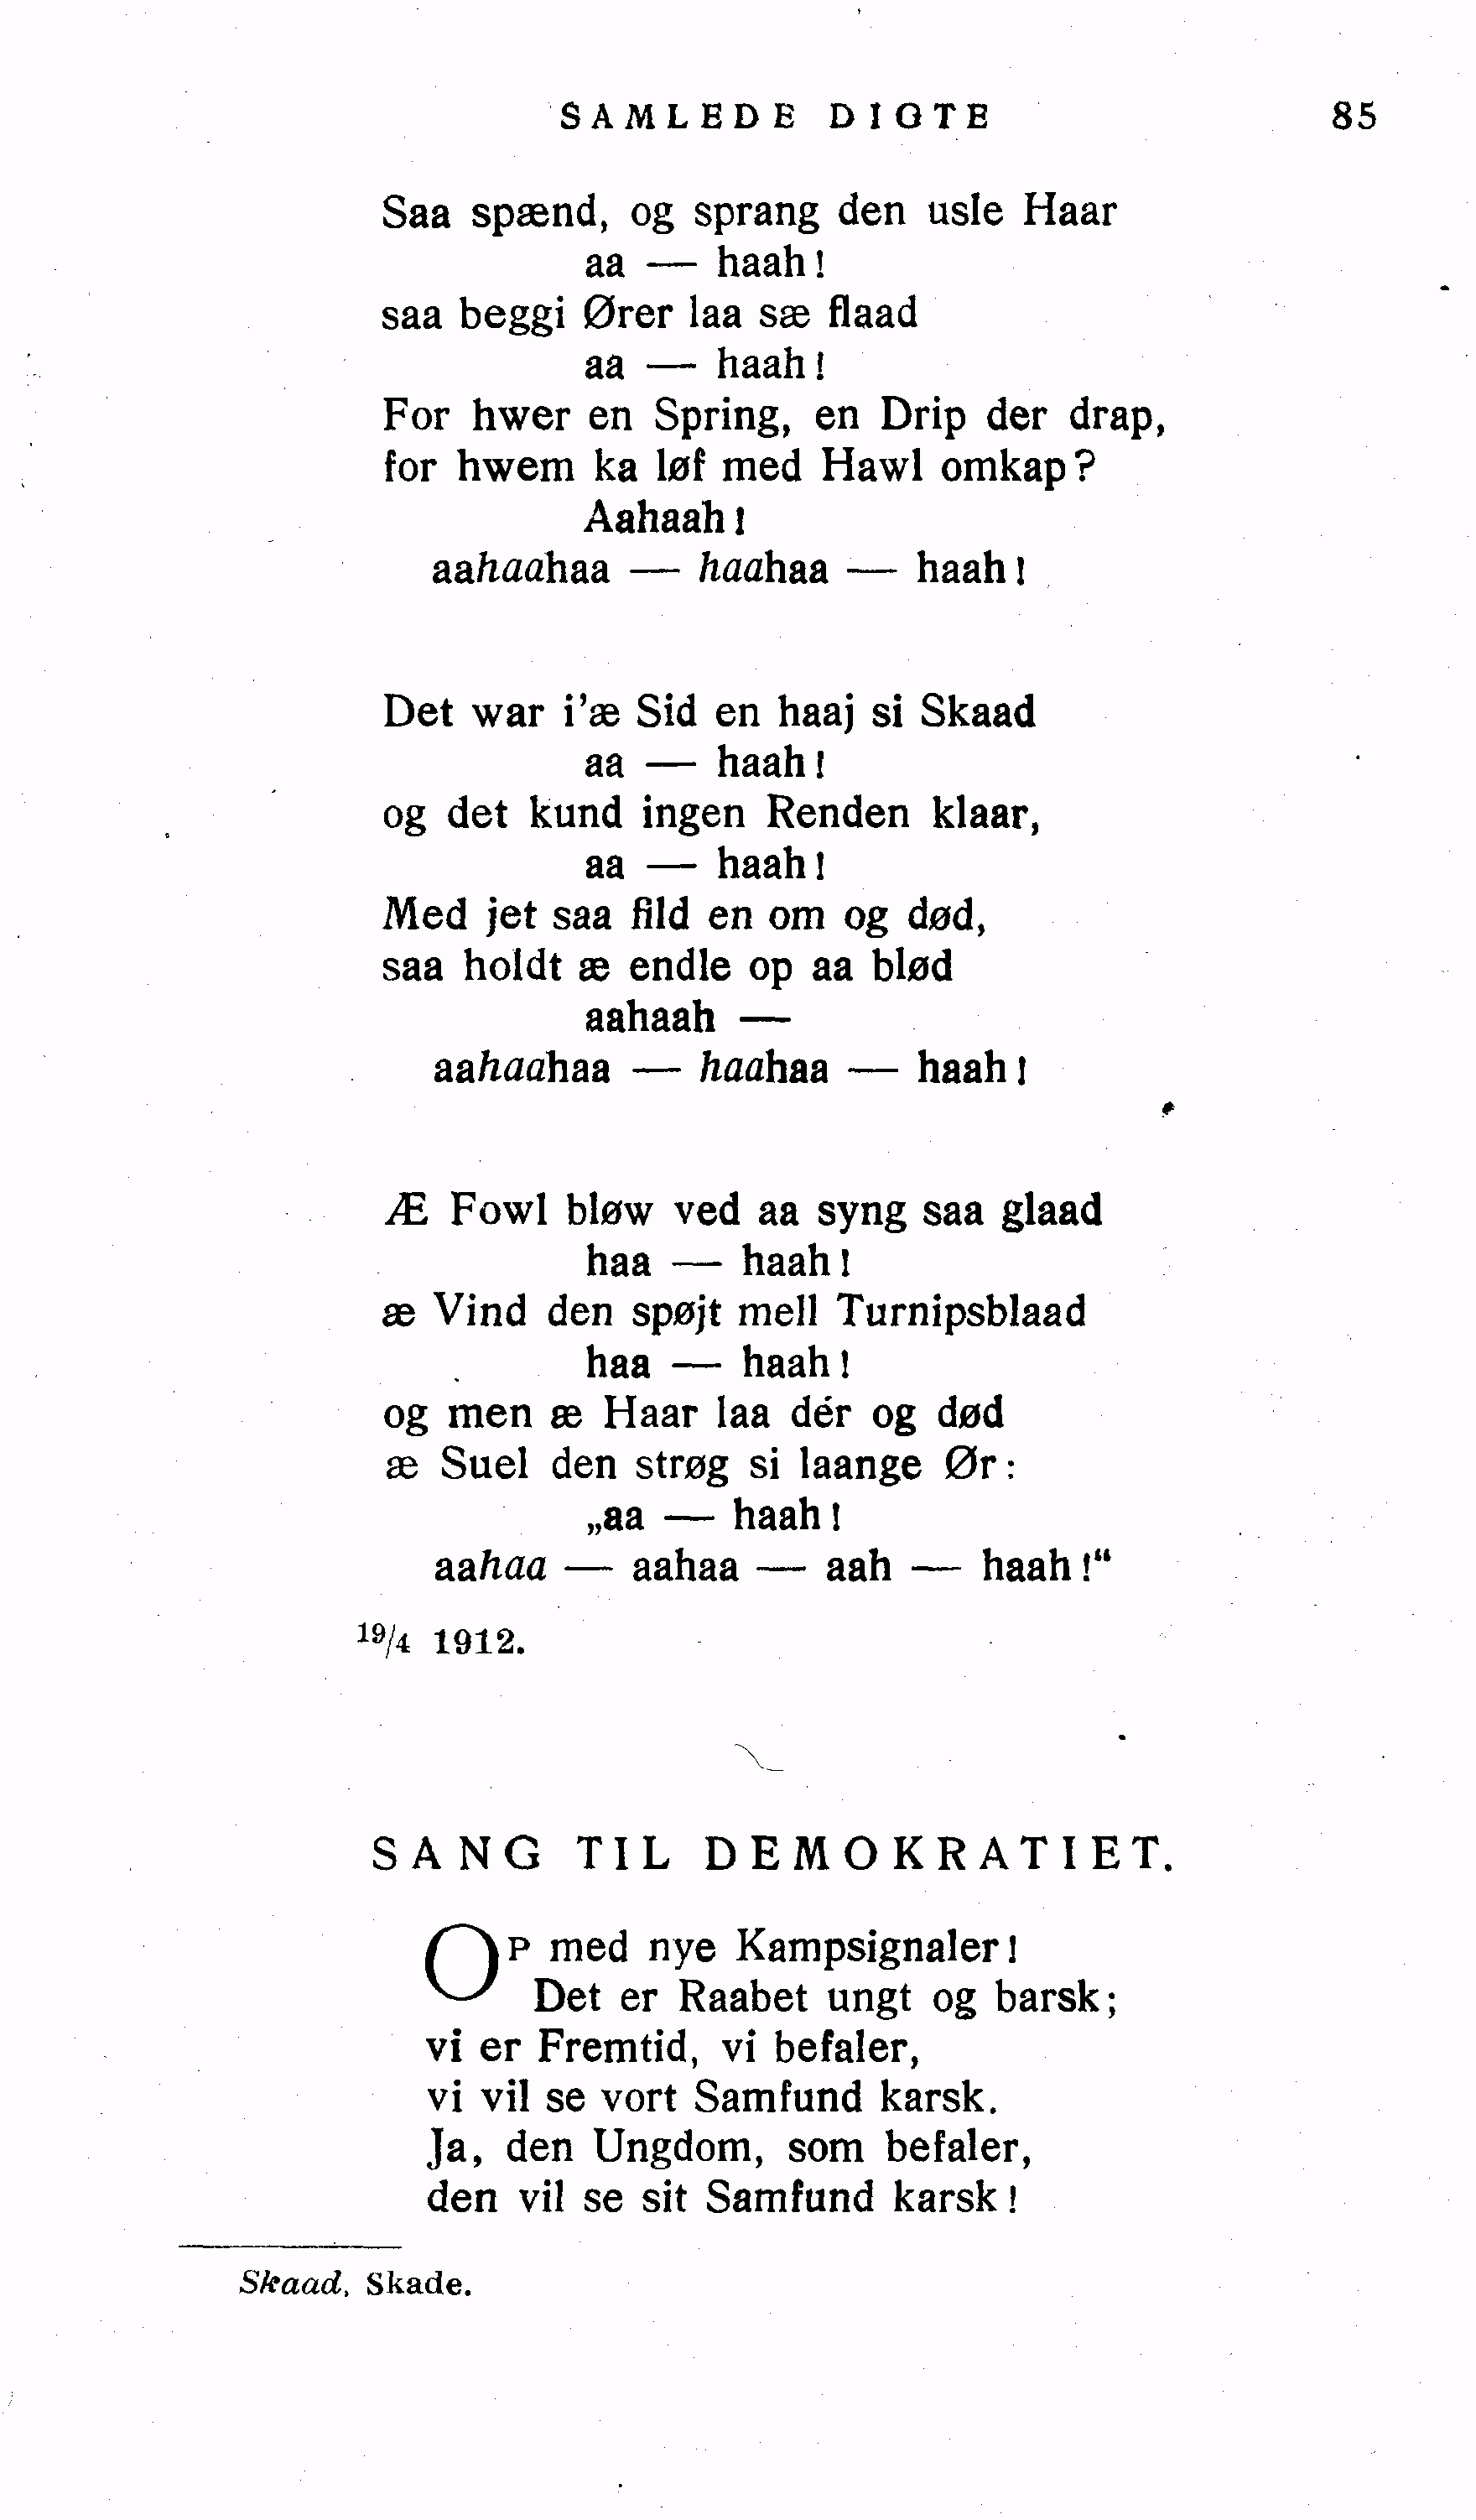 SAMLEDE DIGTE 85
Saa spænd, og sprang den usle Haar
aa — haah!
saa beggi Ører laa sæ flaad
aa — haah!
For hwer en Spring, en Drip der drap,
for hwem ka løf med Hawl omkap?
Aahaah!
aahaahaa — haahaa — haah!
Det war i'æ Sid en haaj si Skaad
aa — haah!
og det kund ingen Renden klaar,
aa — haah!
Med jet saa fild en om og død,
saa holdt æ endle op aa blød
aahaah —
aahaahaa — haahaa — haah!
Æ Fowl bløw ved aa syng saa glaad
haa — haah!
æ Vind den spøjt mell Turnipsblaad
haa — haah!
og men æ Haar laa dér og død
æ Suel den strøg si laange Ør:
„aa — haah!
aahaa — aahaa — aah — haah!“
19/4 1912.
SANG TIL DEMOKRATIET.
OP med nye Kampsignaler!
Det er Raabet ungt og barsk;
vi er Fremtid, vi befaler,
vi vil se vort Samfund karsk.
Ja, den Ungdom, som befaler,
den vil se sit Samfund karsk!
Skaad, Skade.